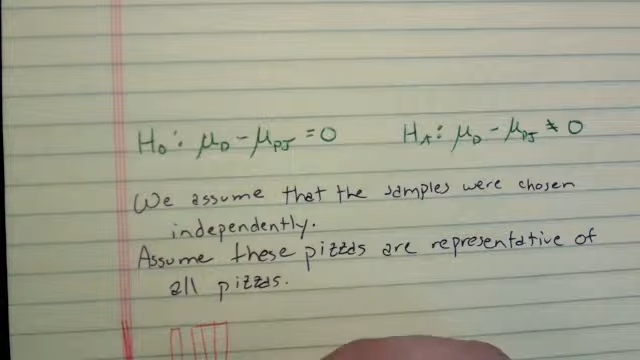 H₀: μ_D - μ_PJ = 0 H_A: μ_D - μ_PJ ≠ 0
We assume that the samples were chosen
independently.
Assume these pizzas are representative of
all pizzas.